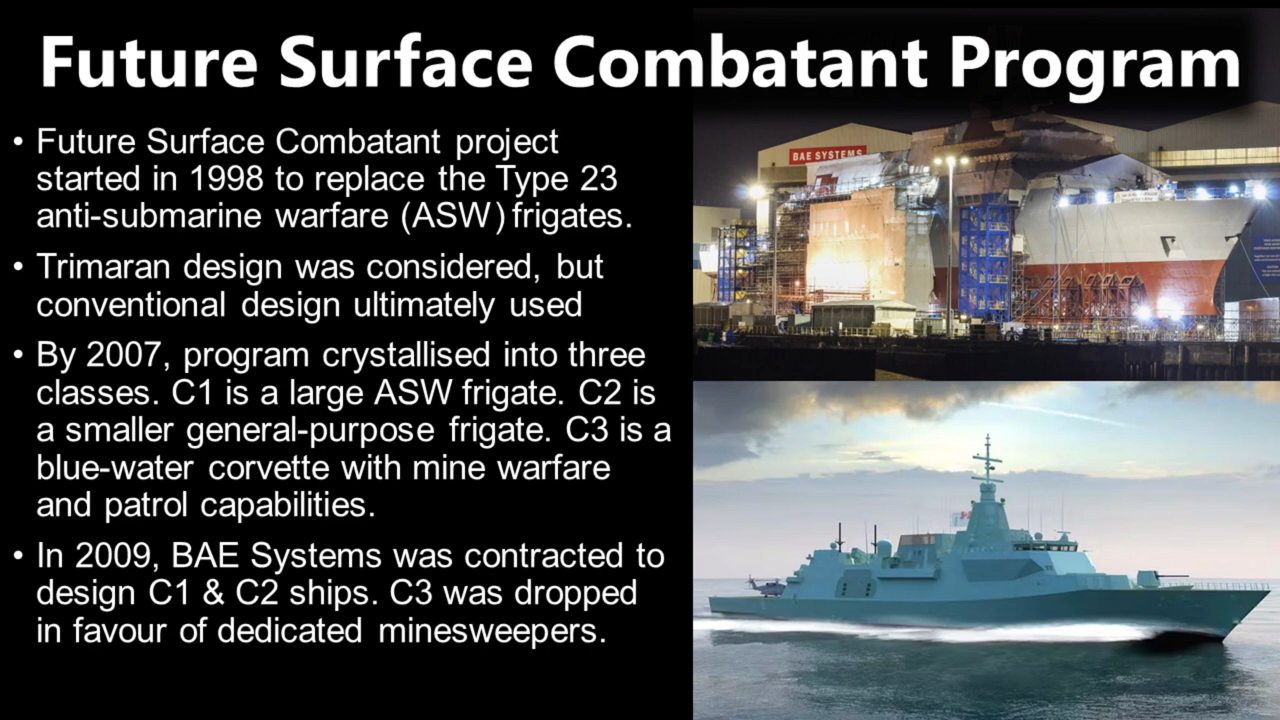 Future Surface Combatant Program
• Future Surface Combatant project
started in 1998 to replace the Type 23
anti-submarine warfare (ASW) frigates.
• Trimaran design was considered, but
conventional design ultimately used
• By 2007, program crystallised into three
classes. C1 is a large ASW frigate. C2 is
a smaller general-purpose frigate. C3 is a
blue-water corvette with mine warfare
and patrol capabilities.
• In 2009, BAE Systems was contracted to
design C1 & C2 ships. C3 was dropped
in favour of dedicated minesweepers.
BAE SYSTEMS